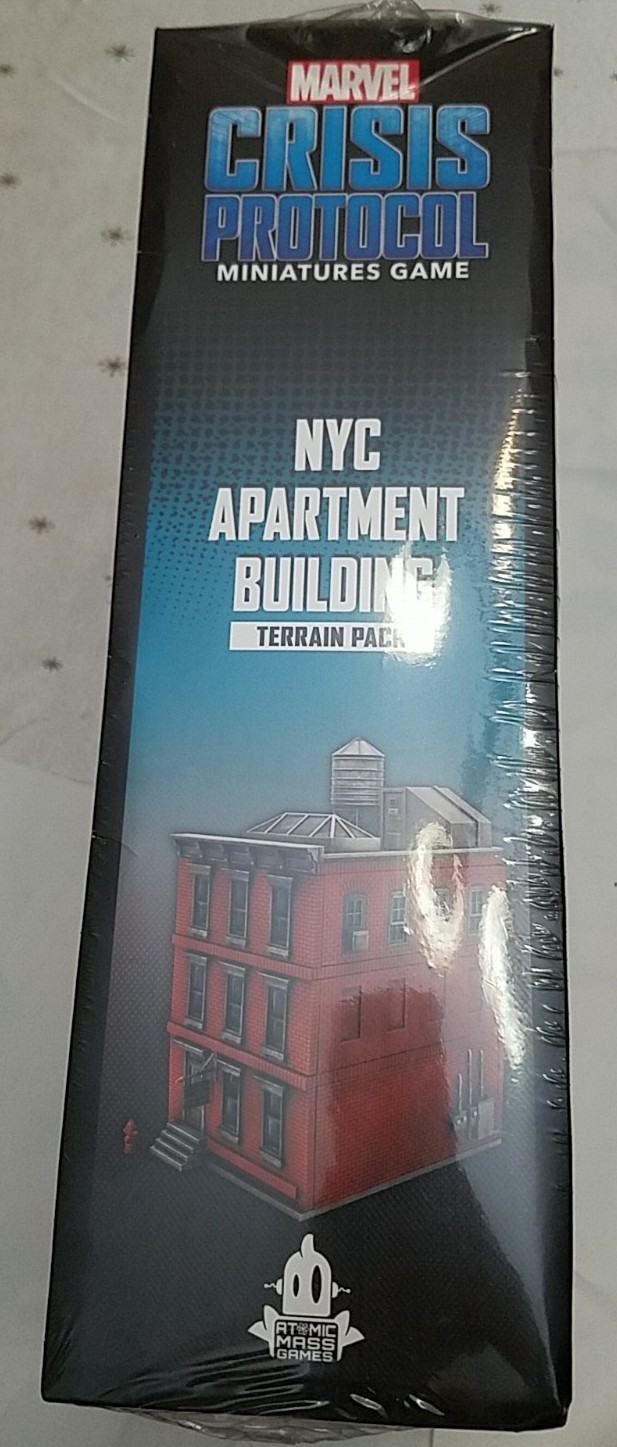 MARVEL
CRISIS
PROTOCOL
MINIATURES GAME
NYC
APARTMENT
BUILDING
TERRAIN PACK
ATOMIC
MASS
GAMES